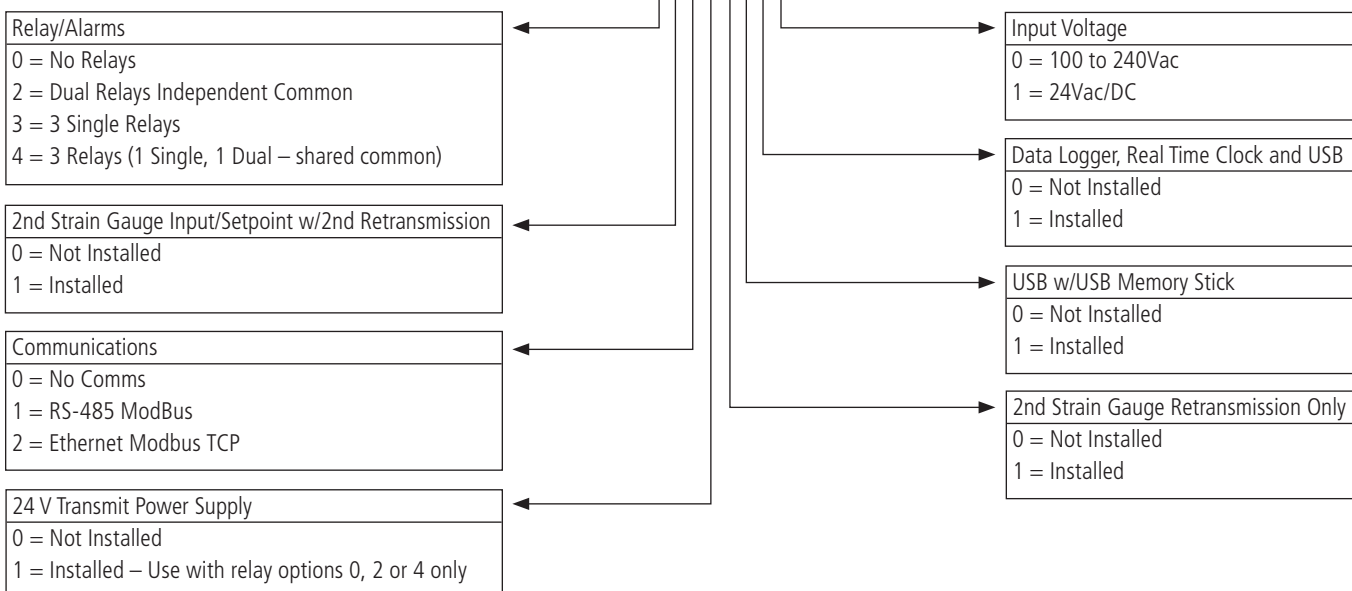 Relay/Alarms
0 = No Relays
2 = Dual Relays Independent Common
3 = 3 Single Relays
4 = 3 Relays (1 Single, 1 Dual – shared common)
2nd Strain Gauge Input/Setpoint w/2nd Retransmission
0 = Not Installed
1 = Installed
Communications
0 = No Comms
1 = RS-485 ModBus
2 = Ethernet Modbus TCP
24 V Transmit Power Supply
0 = Not Installed
1 = Installed – Use with relay options 0, 2 or 4 only
Input Voltage
0 = 100 to 240Vac
1 = 24Vac/DC
Data Logger, Real Time Clock and USB
0 = Not Installed
1 = Installed
USB w/USB Memory Stick
0 = Not Installed
1 = Installed
2nd Strain Gauge Retransmission Only
0 = Not Installed
1 = Installed